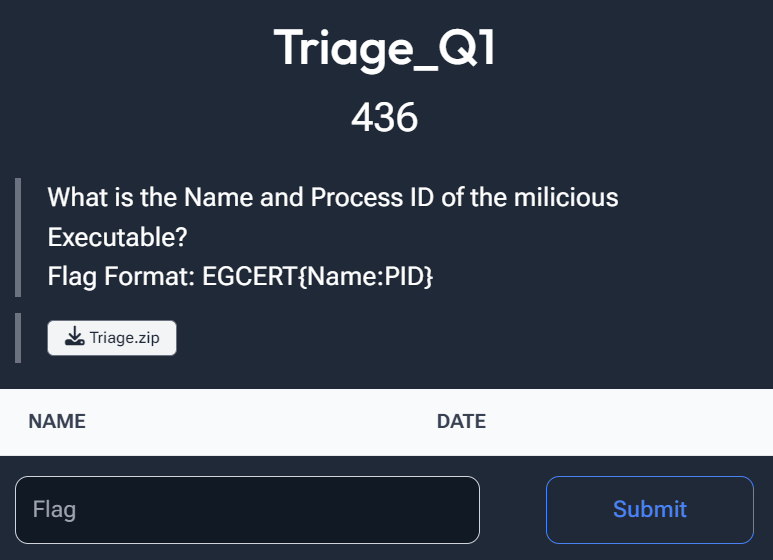 Triage_Q1
436
What is the Name and Process ID of the milicious
Executable?
Flag Format: EGCERT{Name:PID}
Triage.zip
NAME DATE
Flag Submit